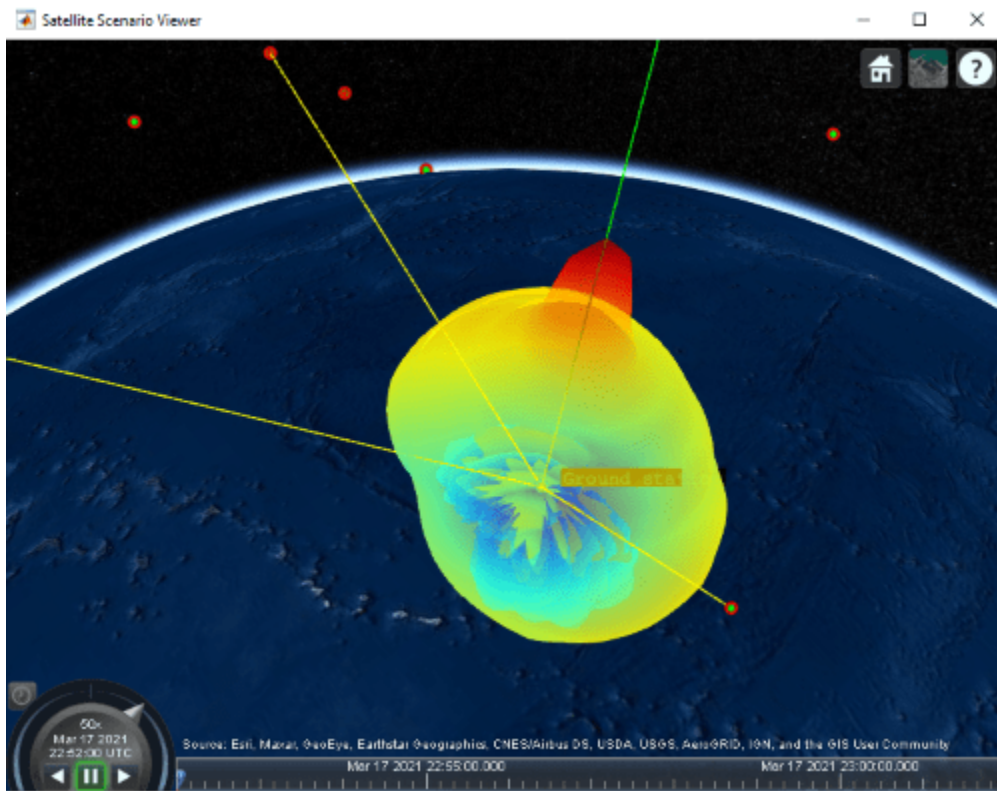 Satellite Scenario Viewer
?
Ground sta
50x
Mar 17 2021
22:52:00 UTC
Source: Esri, Maxar, GeoEye, Earthstar Geographics, CNES/Airbus DS, USDA, USGS, AeroGRID, IGN, and the GIS User Community
Mar 17 2021 22:55:00.000 Mar 17 2021 23:00:00.000